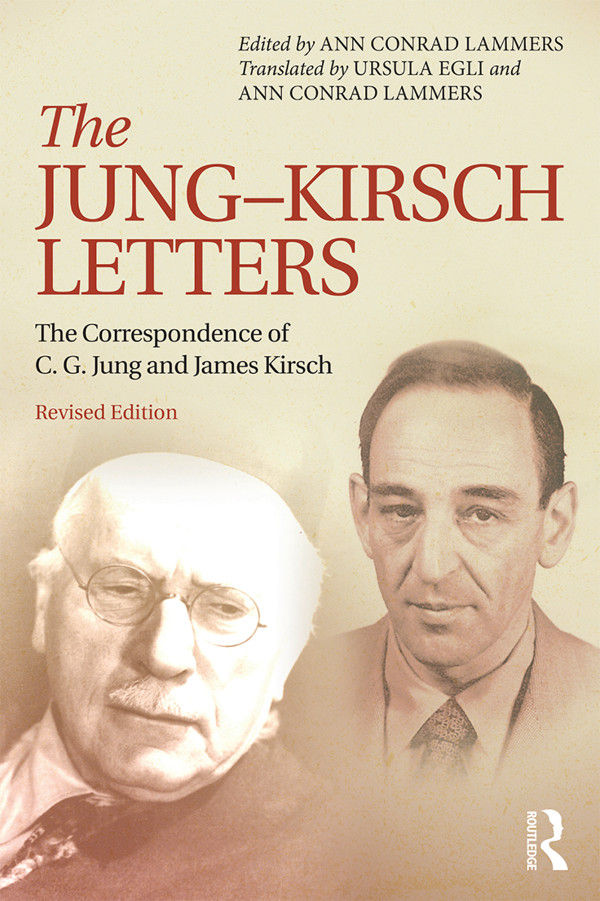 Edited by ANN CONRAD LAMMERS
Translated by URSULA EGLI and
ANN CONRAD LAMMERS
The
JUNG–KIRSCH
LETTERS
The Correspondence of
C. G. Jung and James Kirsch
Revised Edition
ROUTLEDGE